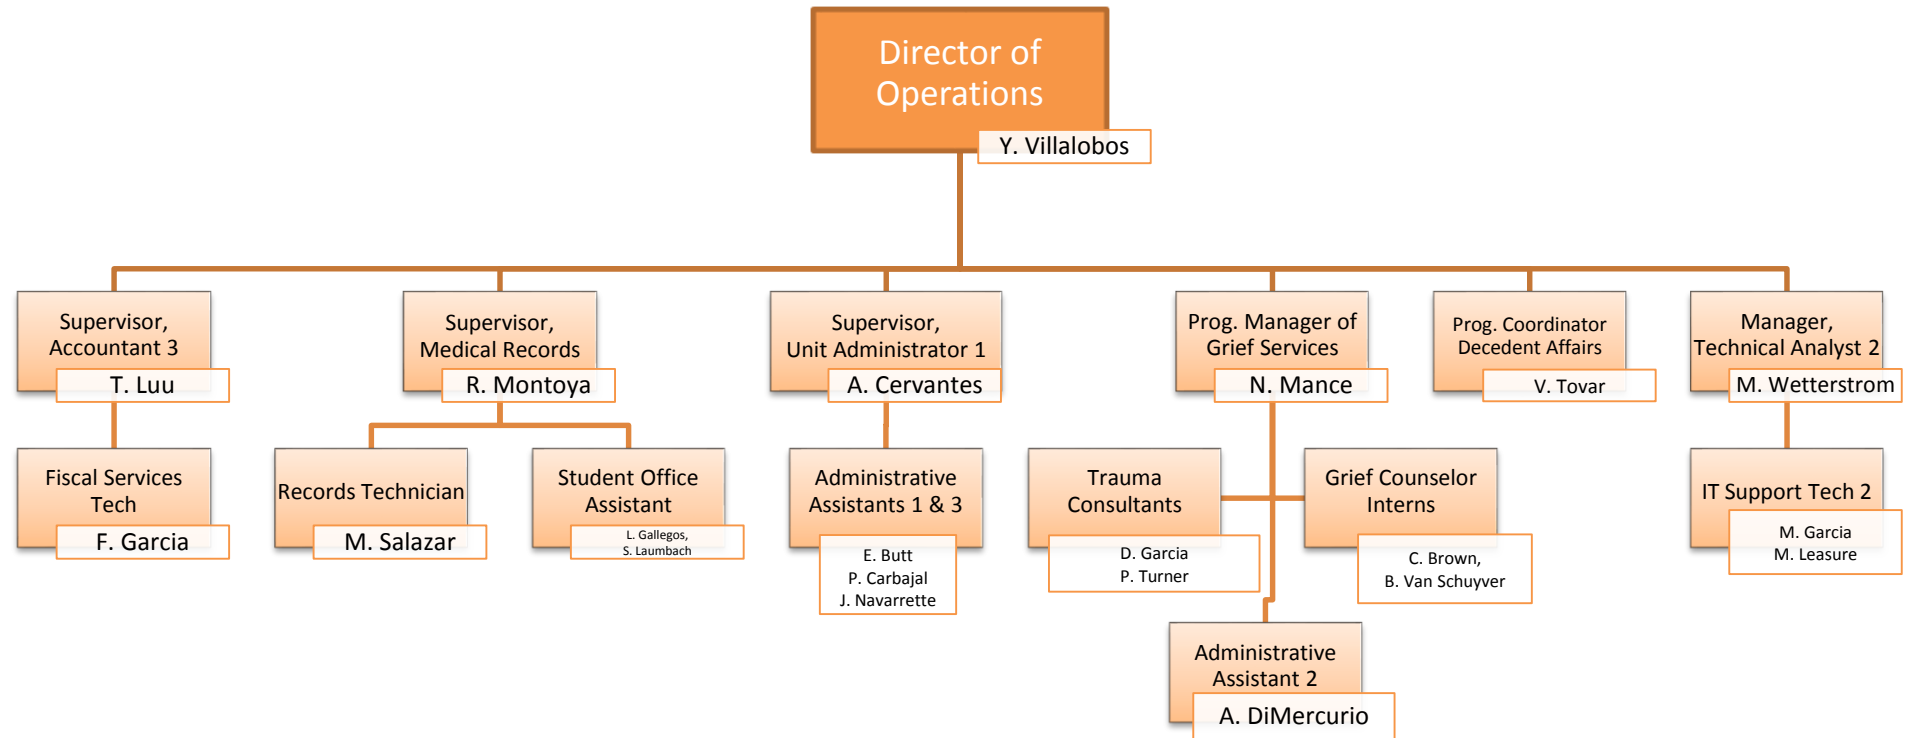 Director of
Operations
Y. Villalobos
Supervisor,
Accountant 3
T. Luu
Supervisor,
Medical Records
R. Montoya
Supervisor,
Unit Administrator 1
A. Cervantes
Prog. Manager of
Grief Services
N. Mance
Prog. Coordinator
Decedent Affairs
V. Tovar
Manager,
Technical Analyst 2
M. Wetterstrom
Fiscal Services
Tech
F. Garcia
Records Technician
M. Salazar
Student Office
Assistant
L. Gallegos,
S. Laumbach
Administrative
Assistants 1 & 3
E. Butt
P. Carbajal
J. Navarrette
Trauma
Consultants
D. Garcia
P. Turner
Grief Counselor
Interns
C. Brown,
B. Van Schuyver
IT Support Tech 2
M. Garcia
M. Leasure
Administrative
Assistant 2
A. DiMercurio